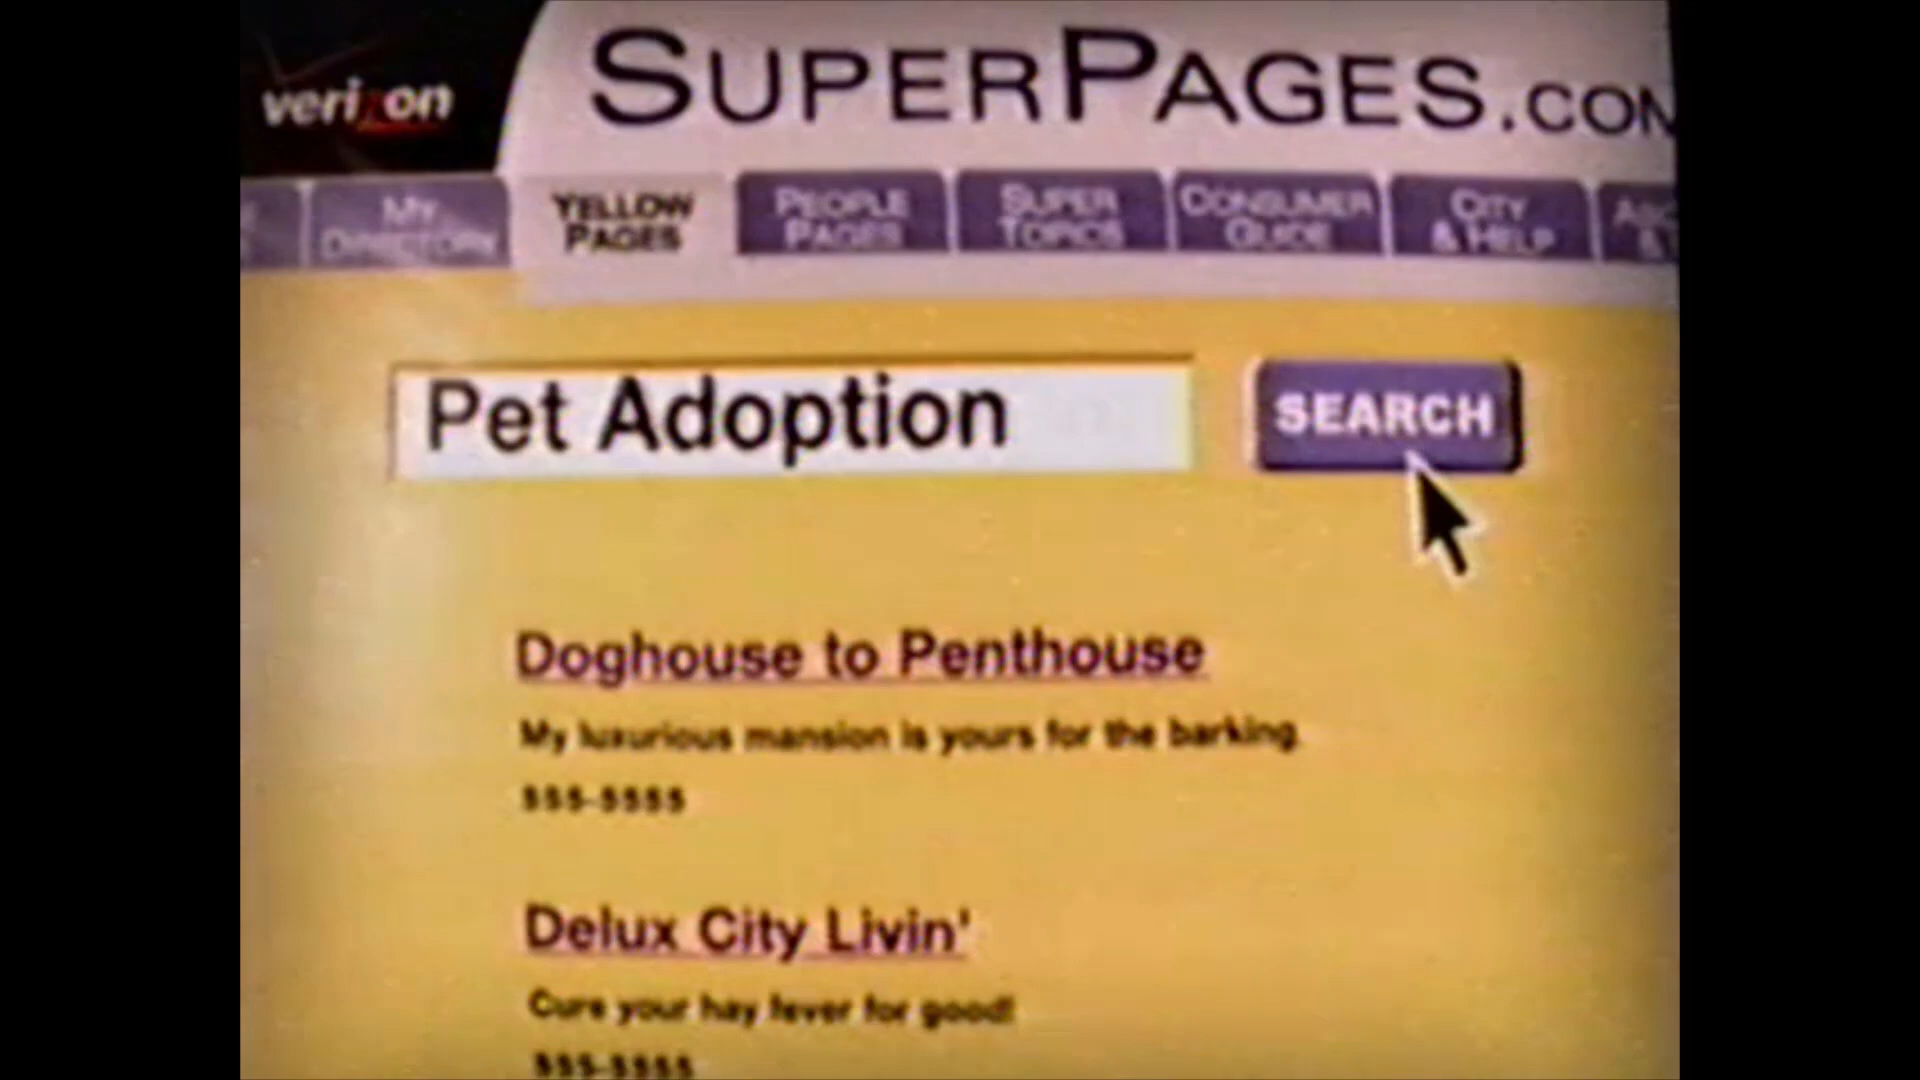 verizon
SUPERPAGES.COM
MY DIRECTORY
YELLOW PAGES
PEOPLE PAGES
SUPER TOPICS
CONSUMER GUIDE
CITY & HELP
Pet Adoption
SEARCH
Doghouse to Penthouse
My luxurious mansion is yours for the barking.
555-5555
Delux City Livin'
Cure your hay fever for good!
555-5555